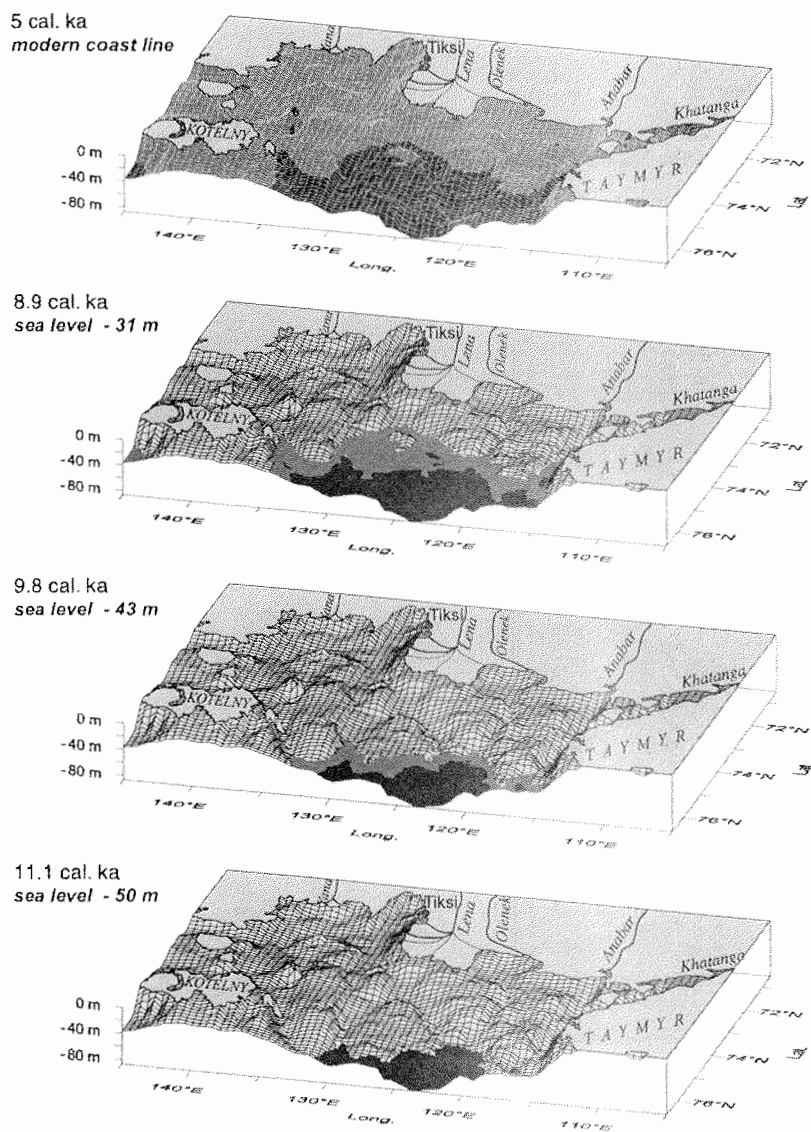 5 cal. ka
modern coast line
Tiksi
Lena
Olenek
Anabar
Khatanga
KOTELNY
TAYMYR
0 m
-40 m
-80 m
140°E
130°E
Long.
120°E
110°E
72°N
74°N
76°N
8.9 cal. ka
sea level - 31 m
Tiksi
Lena
Olenek
Anabar
Khatanga
KOTELNY
TAYMYR
0 m
-40 m
-80 m
140°E
130°E
Long.
120°E
110°E
72°N
74°N
76°N
9.8 cal. ka
sea level - 43 m
Tiksi
Lena
Olenek
Anabar
Khatanga
KOTELNY
TAYMYR
0 m
-40 m
-80 m
140°E
130°E
Long.
120°E
110°E
72°N
74°N
76°N
11.1 cal. ka
sea level - 50 m
Tiksi
Lena
Olenek
Anabar
Khatanga
KOTELNY
TAYMYR
0 m
-40 m
-80 m
140°E
130°E
Long.
120°E
110°E
72°N
74°N
76°N